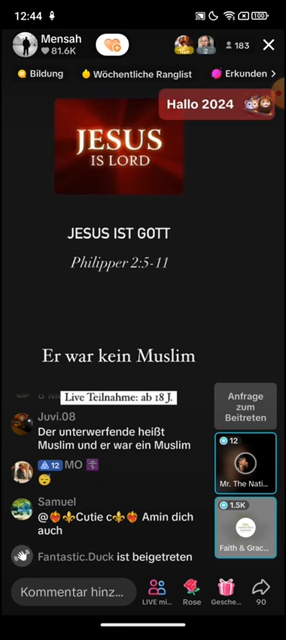 12:44
100
Mensah
81.6K
183
Bildung
Wöchentliche Rangliste
Erkunden
Hallo 2024
JESUS
IS LORD
JESUS IST GOTT
Philipper 2:5-11
Er war kein Muslim
Live Teilnahme: ab 18 J.
Juvi.08
Der unterwerfende heißt
Muslim und er war ein Muslim
12 MO
Samuel
@❤️‍🔥⚜️Cutie c⚜️❤️‍🔥 Amin dich
auch
Fantastic.Duck ist beigetreten
Anfrage
zum
Beitreten
12
Mr. The Nati...
1.5K
Faith & Grac...
Kommentar hinz...
LIVE mi...
Rose
Gesche...
90